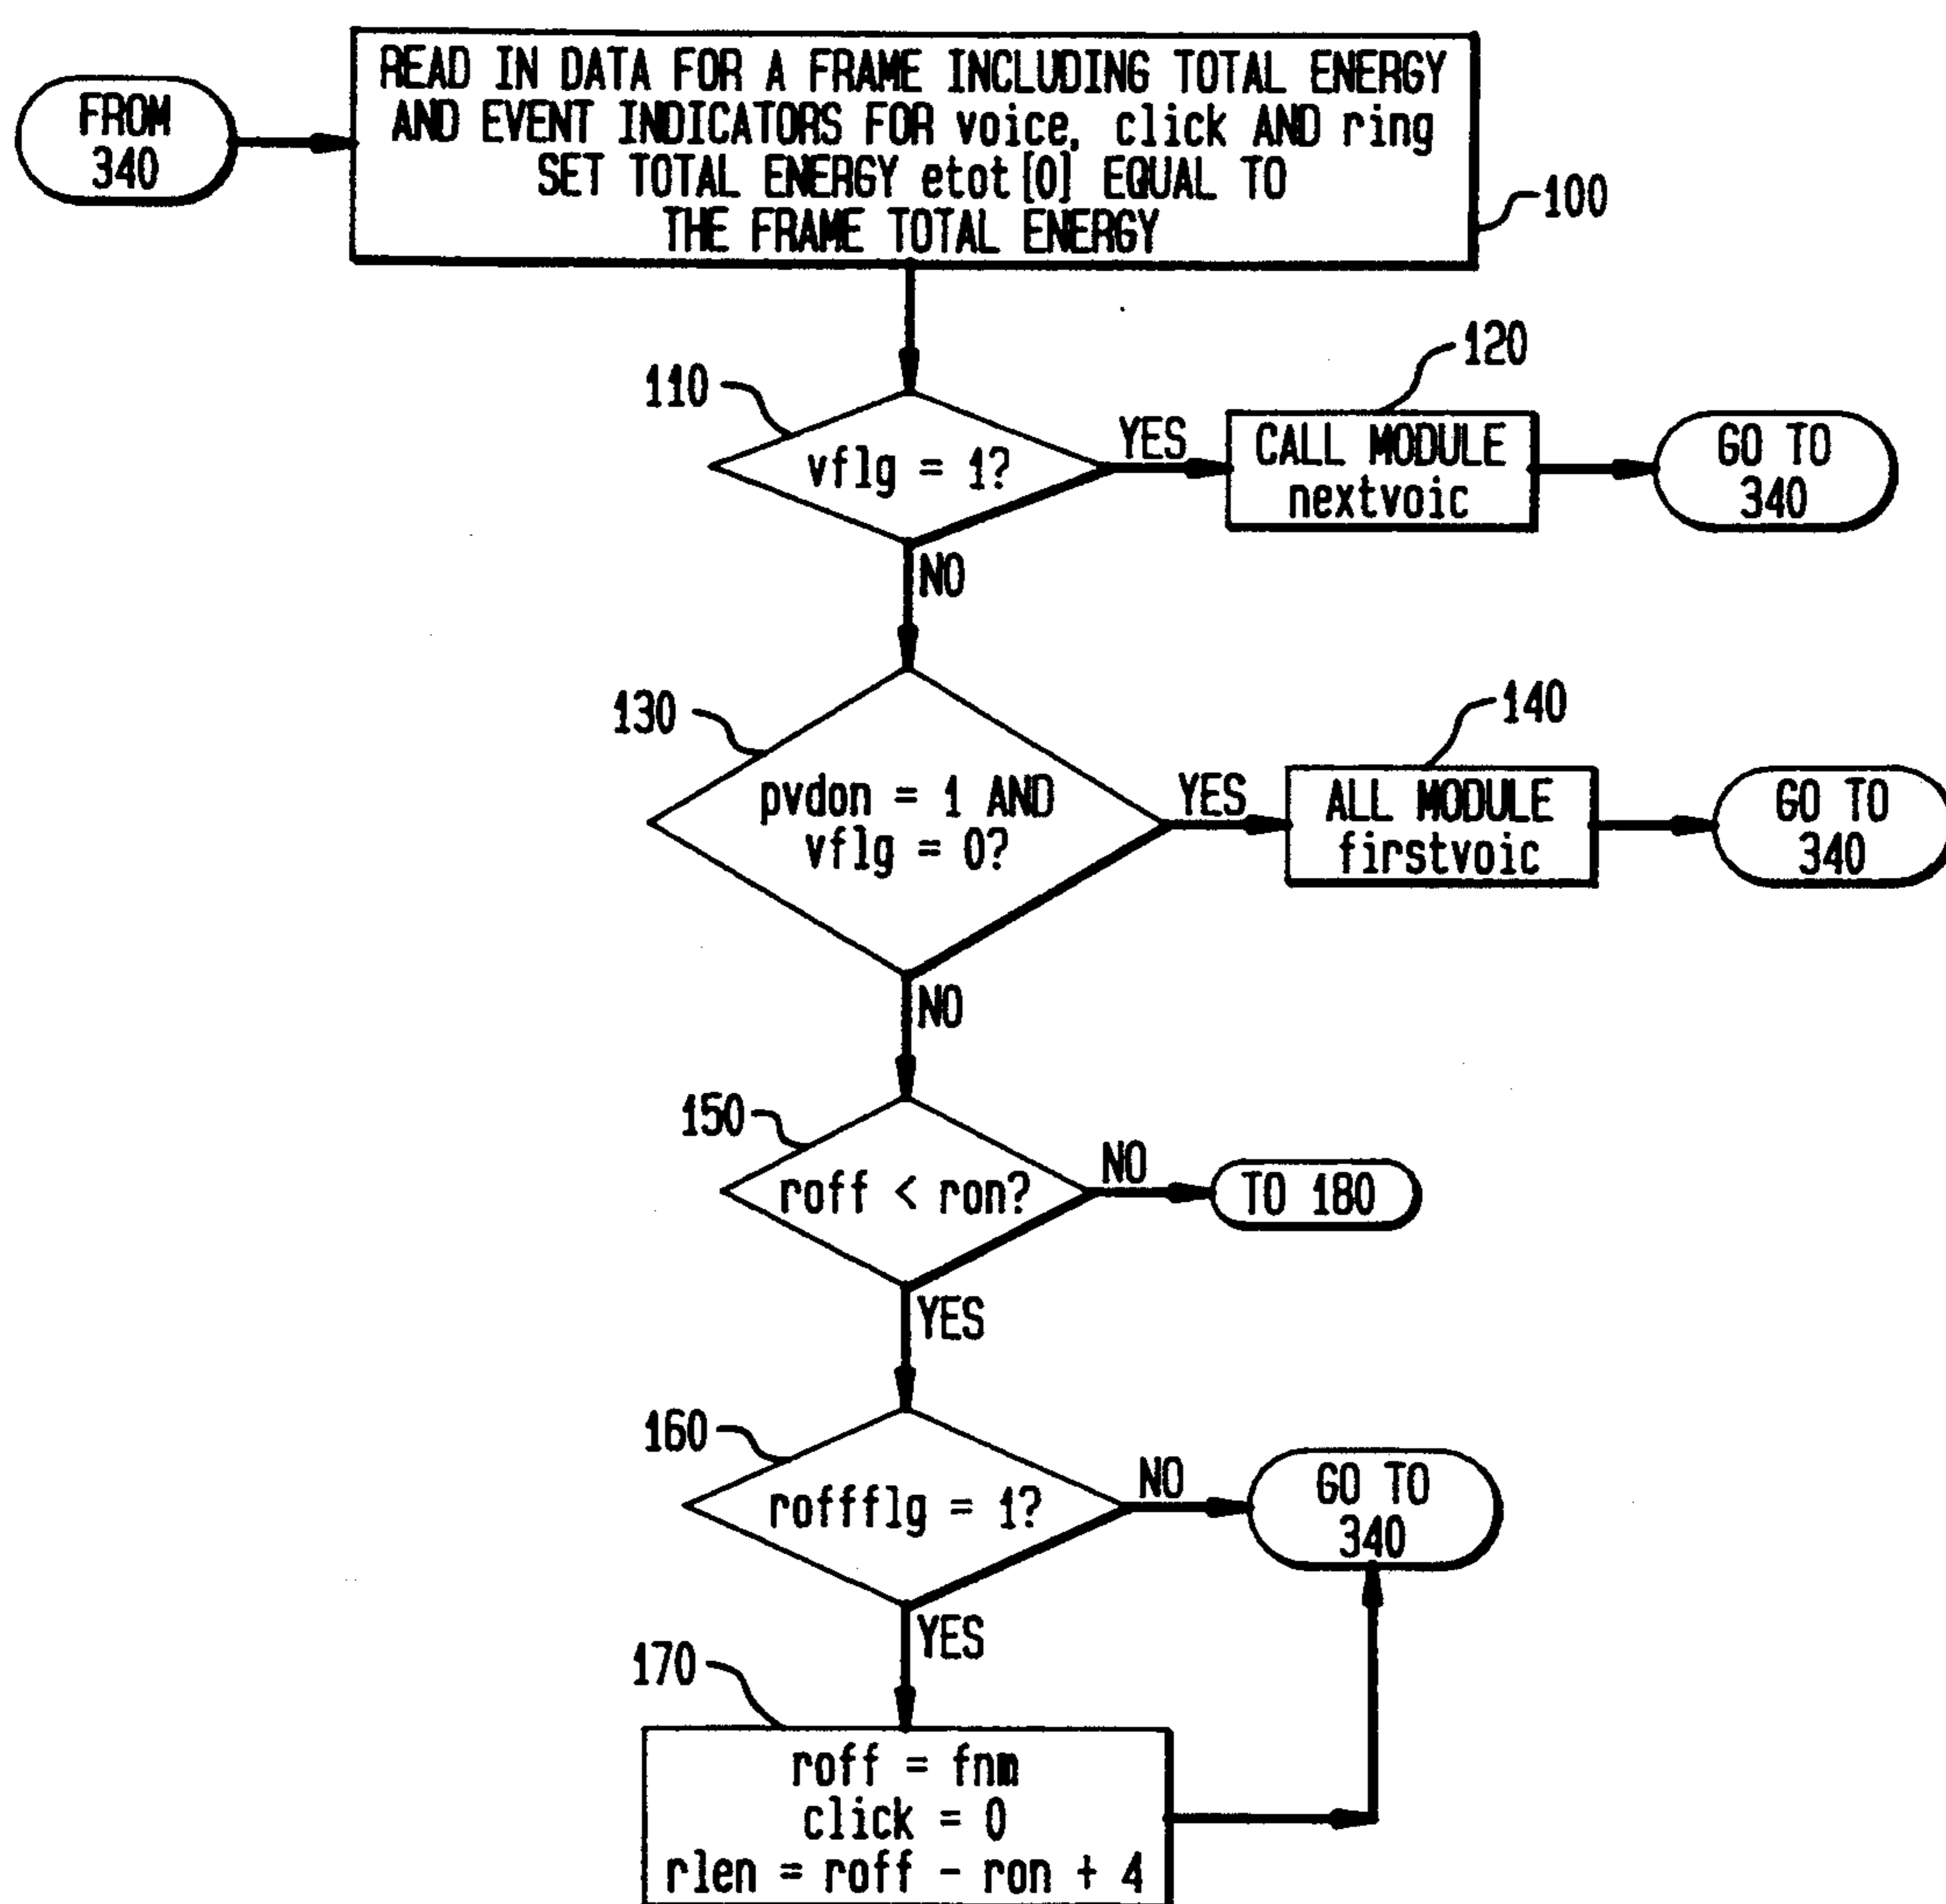 FROM
340
READ IN DATA FOR A FRAME INCLUDING TOTAL ENERGY
AND EVENT INDICATORS FOR voice, click AND ring
SET TOTAL ENERGY etot[0] EQUAL TO
THE FRAME TOTAL ENERGY
100
110
vflg = 1?
YES
120
CALL MODULE
nextvoic
GO TO
340
NO
130
pvdon = 1 AND
vflg = 0?
YES
140
ALL MODULE
firstvoic
GO TO
340
NO
150
roff < ron?
NO
TO 180
YES
160
roffflg = 1?
NO
GO TO
340
YES
170
roff = fnm
click = 0
rlen = roff - ron + 4